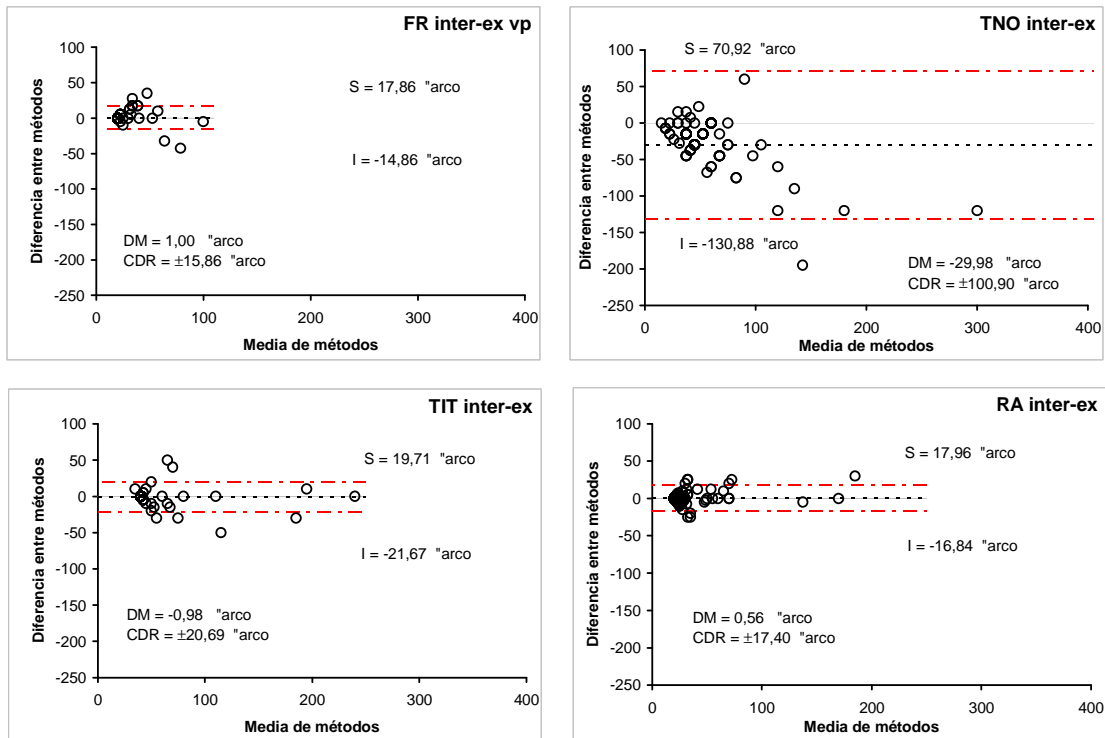 FR inter-ex vp
100
50
0
-50
-100
-150
-200
-250
Diferencia entre métodos
S = 17,86 "arco
I = -14,86 "arco
DM = 1,00 "arco
CDR = ±15,86 "arco
0 100 200 300 400
Media de métodos
TNO inter-ex
100
50
0
-50
-100
-150
-200
-250
Diferencia entre métodos
S = 70,92 "arco
I = -130,88 "arco
DM = -29,98 "arco
CDR = ±100,90 "arco
0 100 200 300 400
Media de métodos
TIT inter-ex
100
50
0
-50
-100
-150
-200
-250
Diferencia entre métodos
S = 19,71 "arco
I = -21,67 "arco
DM = -0,98 "arco
CDR = ±20,69 "arco
0 100 200 300 400
Media de métodos
RA inter-ex
100
50
0
-50
-100
-150
-200
-250
Diferencia entre métodos
S = 17,96 "arco
I = -16,84 "arco
DM = 0,56 "arco
CDR = ±17,40 "arco
0 100 200 300 400
Media de métodos